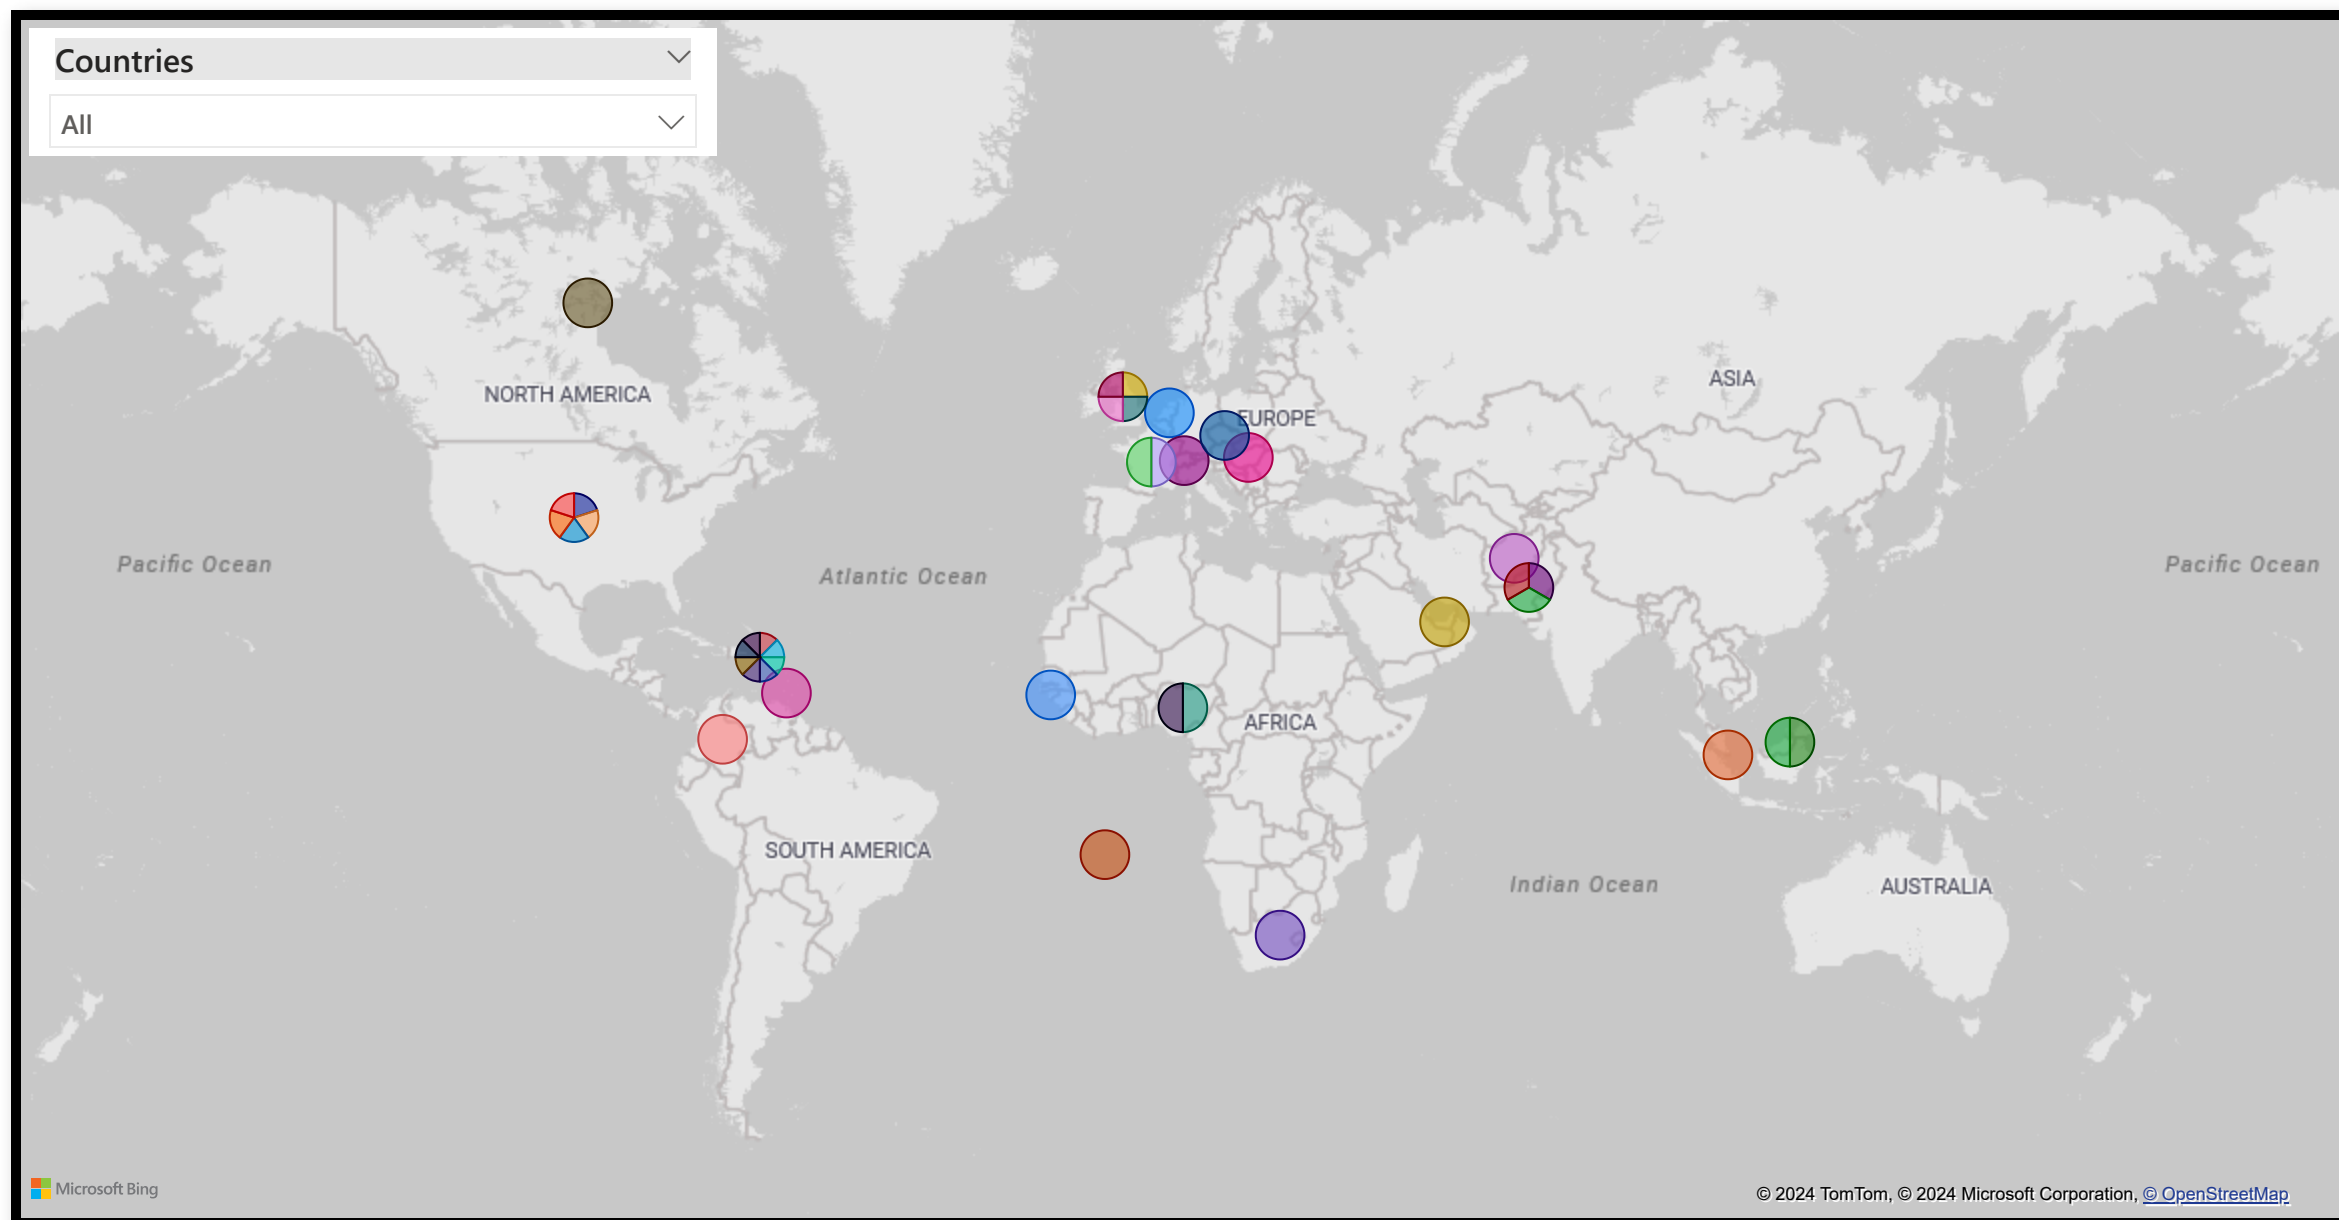 Countries
All
NORTH AMERICA
EUROPE
ASIA
Pacific Ocean
Atlantic Ocean
Pacific Ocean
AFRICA
SOUTH AMERICA
Indian Ocean
AUSTRALIA
Microsoft Bing
© 2024 TomTom, © 2024 Microsoft Corporation, © OpenStreetMap